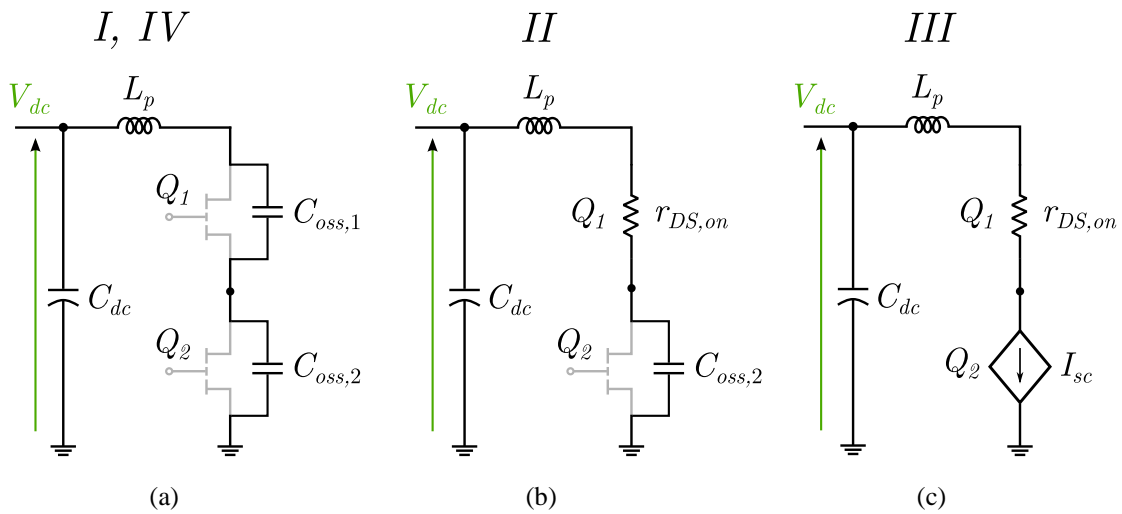 I, IV
II
III
V_dc
L_p
Q_1
C_oss,1
C_dc
Q_2
C_oss,2
V_dc
L_p
Q_1
r_DS,on
C_dc
Q_2
C_oss,2
V_dc
L_p
Q_1
r_DS,on
C_dc
Q_2
I_sc
(a)
(b)
(c)